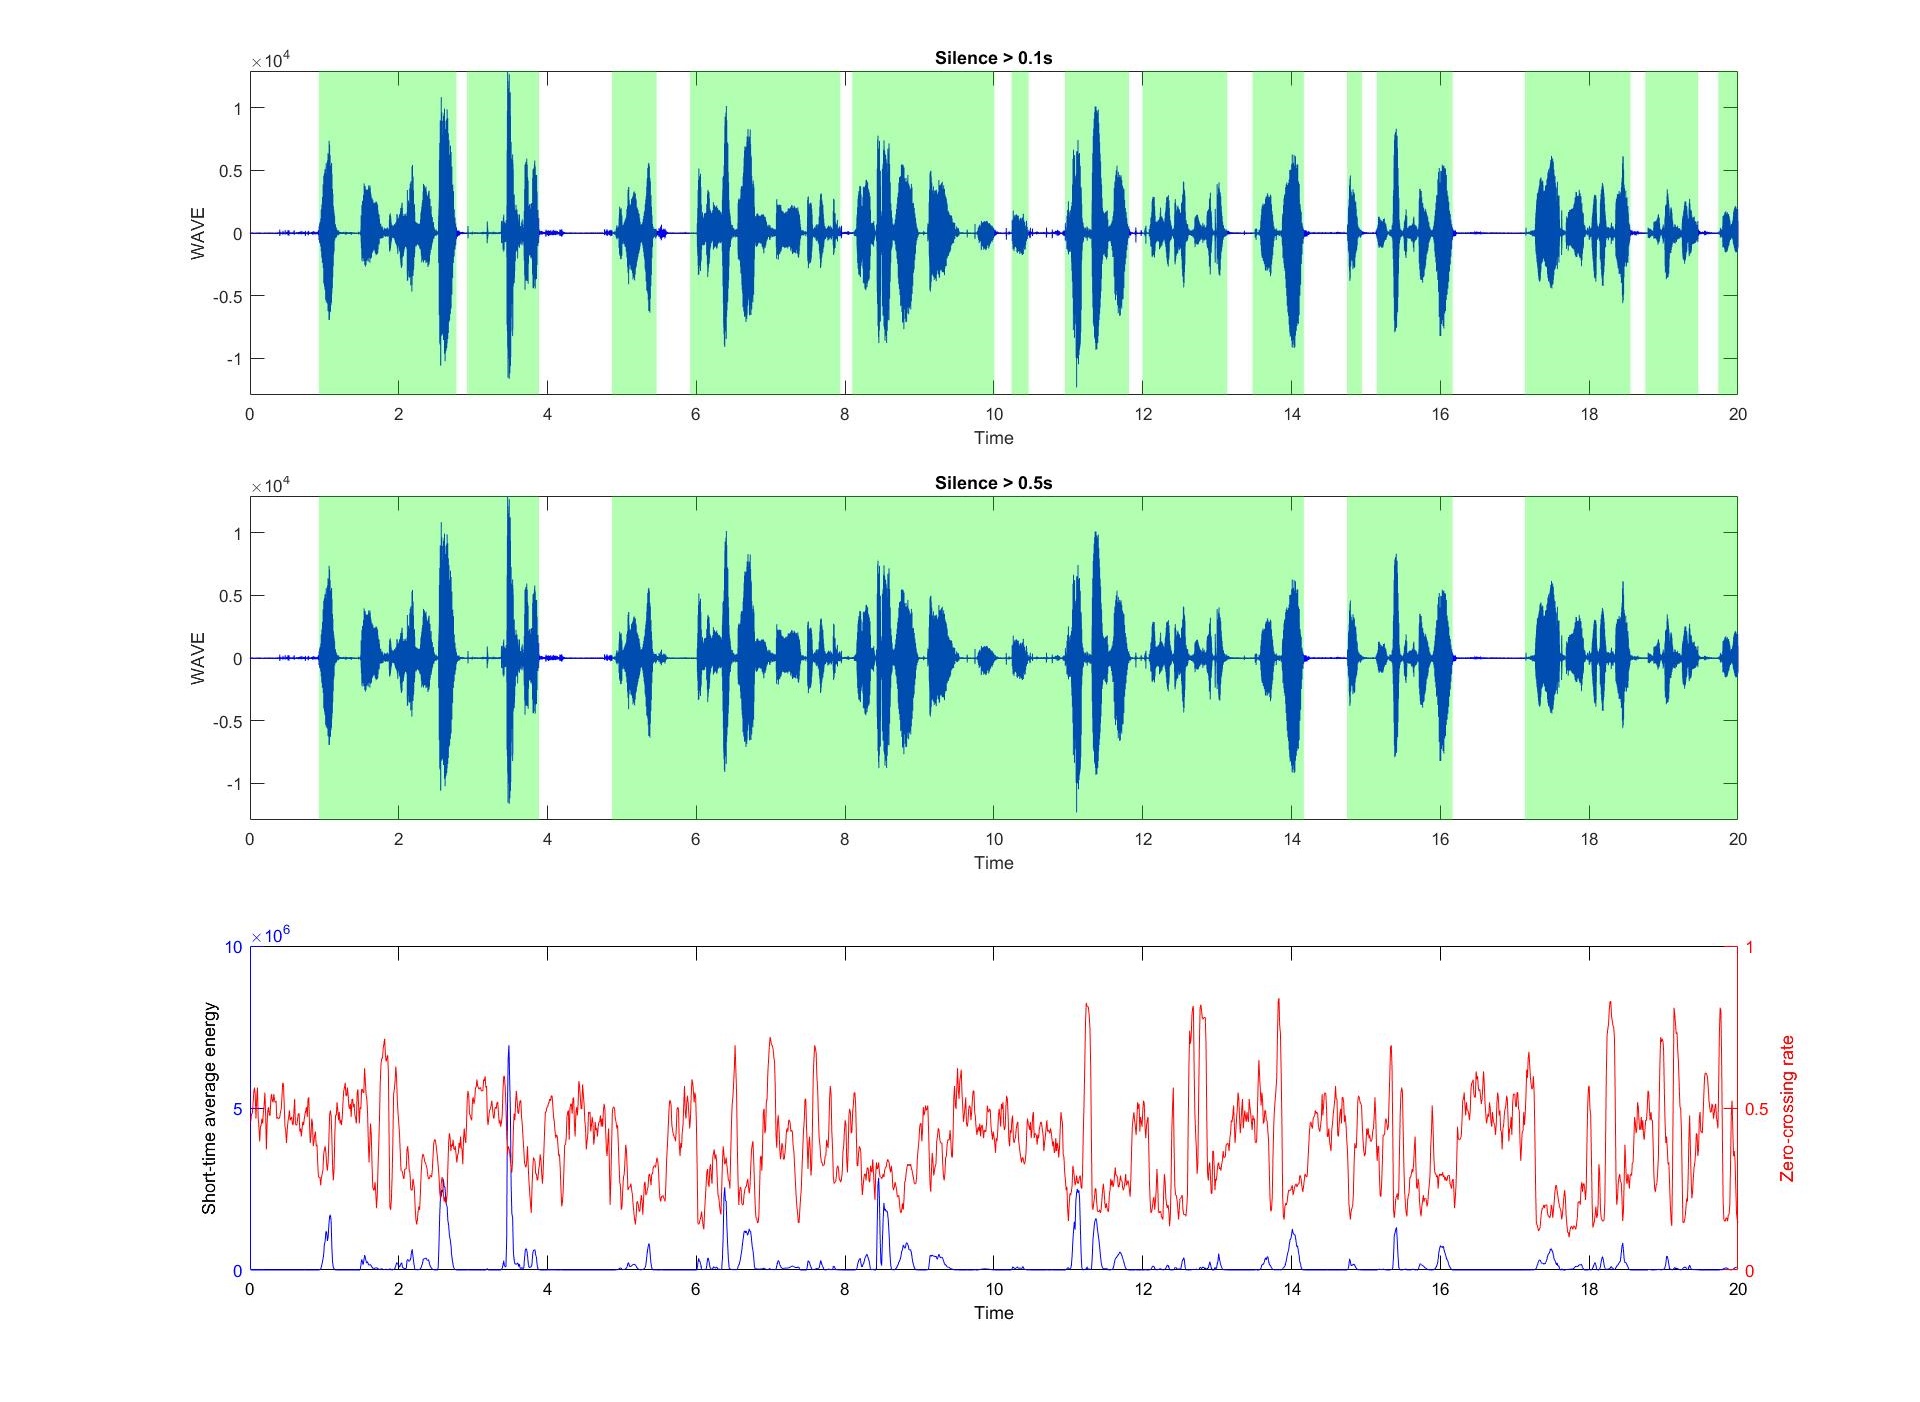 Silence > 0.1s
×10⁴
1
0.5
0
-0.5
-1
WAVE
0 2 4 6 8 10 12 14 16 18 20
Time
Silence > 0.5s
×10⁴
1
0.5
0
-0.5
-1
WAVE
0 2 4 6 8 10 12 14 16 18 20
Time
×10⁶
10
5
0
Short-time average energy
1
0.5
0
Zero-crossing rate
0 2 4 6 8 10 12 14 16 18 20
Time